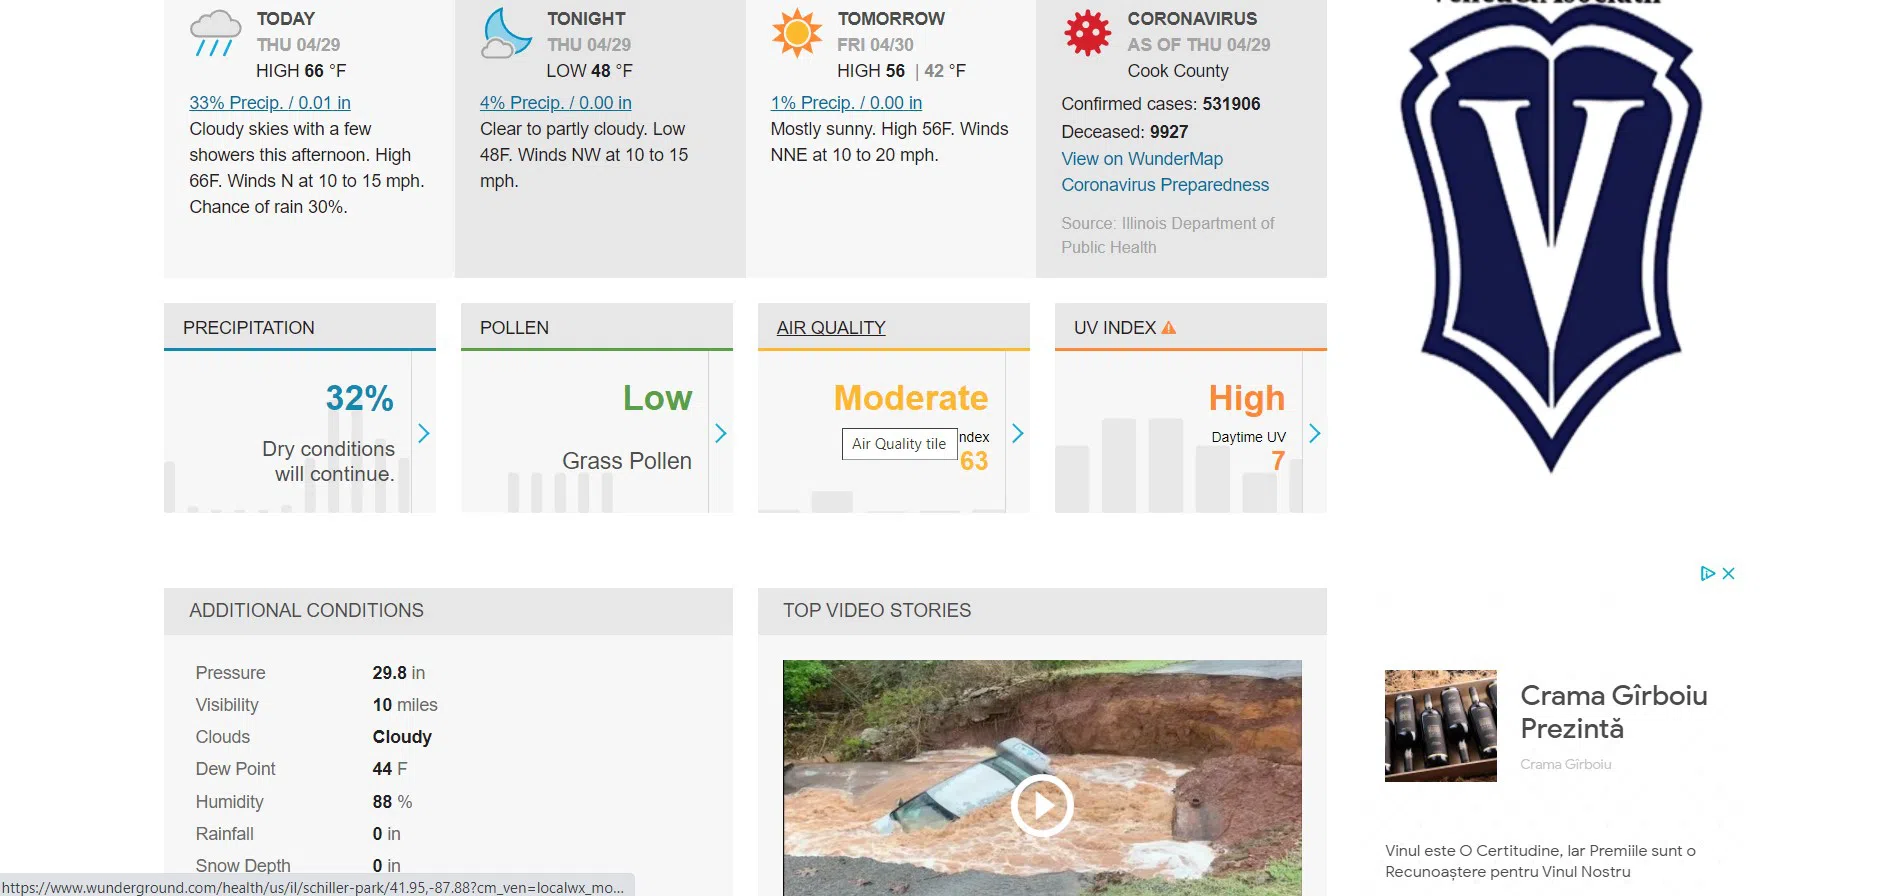 TODAY
THU 04/29
HIGH 66 °F
33% Precip. / 0.01 in
Cloudy skies with a few
showers this afternoon. High
66F. Winds N at 10 to 15 mph.
Chance of rain 30%.
TONIGHT
THU 04/29
LOW 48 °F
4% Precip. / 0.00 in
Clear to partly cloudy. Low
48F. Winds NW at 10 to 15
mph.
TOMORROW
FRI 04/30
HIGH 56 | 42 °F
1% Precip. / 0.00 in
Mostly sunny. High 56F. Winds
NNE at 10 to 20 mph.
CORONAVIRUS
AS OF THU 04/29
Cook County
Confirmed cases: 531906
Deceased: 9927
View on WunderMap
Coronavirus Preparedness
Source: Illinois Department of
Public Health
V
PRECIPITATION
32%
Dry conditions
will continue.
POLLEN
Low
Grass Pollen
AIR QUALITY
Moderate
Air Quality tile
ndex
63
UV INDEX
High
Daytime UV
7
ADDITIONAL CONDITIONS
Pressure 29.8 in
Visibility 10 miles
Clouds Cloudy
Dew Point 44 F
Humidity 88 %
Rainfall 0 in
Snow Depth 0 in
TOP VIDEO STORIES
Crama Gîrboiu
Prezintă
Crama Gîrboiu
Vinul este O Certitudine, Iar Premiile sunt o
Recunoaștere pentru Vinul Nostru
https://www.wunderground.com/health/us/il/schiller-park/41.95,-87.88?cm_ven=localwx_mo...